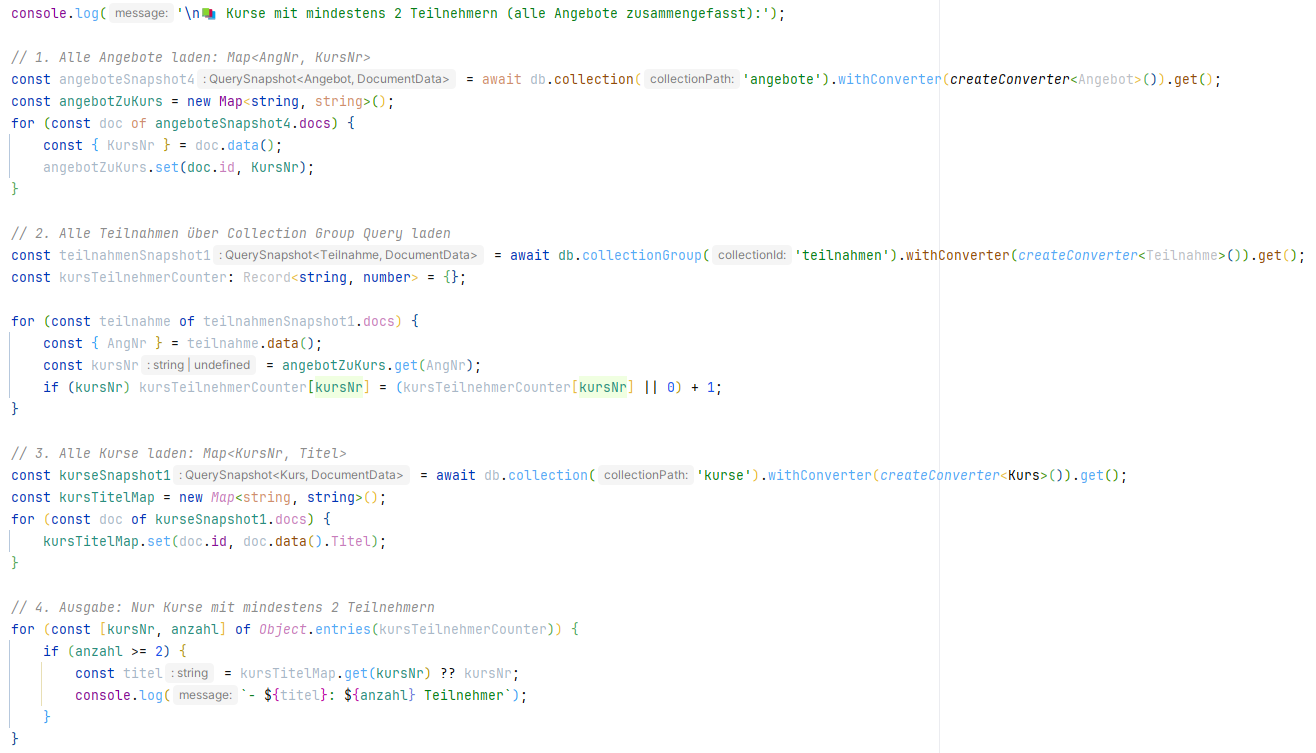 console.log( message: '\n📚 Kurse mit mindestens 2 Teilnehmern (alle Angebote zusammengefasst):');
// 1. Alle Angebote laden: Map<AngNr, KursNr>
const angeboteSnapshot4 : QuerySnapshot<Angebot, DocumentData> = await db.collection( collectionPath: 'angebote').withConverter(createConverter<Angebot>()).get();
const angebotZuKurs = new Map<string, string>();
for (const doc of angeboteSnapshot4.docs) {
    const { KursNr } = doc.data();
    angebotZuKurs.set(doc.id, KursNr);
}
// 2. Alle Teilnahmen über Collection Group Query laden
const teilnahmenSnapshot1 : QuerySnapshot<Teilnahme, DocumentData> = await db.collectionGroup( collectionId: 'teilnahmen').withConverter(createConverter<Teilnahme>()).get();
const kursTeilnehmerCounter: Record<string, number> = {};
for (const teilnahme of teilnahmenSnapshot1.docs) {
    const { AngNr } = teilnahme.data();
    const kursNr : string | undefined = angebotZuKurs.get(AngNr);
    if (kursNr) kursTeilnehmerCounter[kursNr] = (kursTeilnehmerCounter[kursNr] || 0) + 1;
}
// 3. Alle Kurse laden: Map<KursNr, Titel>
const kurseSnapshot1 : QuerySnapshot<Kurs, DocumentData> = await db.collection( collectionPath: 'kurse').withConverter(createConverter<Kurs>()).get();
const kursTitelMap = new Map<string, string>();
for (const doc of kurseSnapshot1.docs) {
    kursTitelMap.set(doc.id, doc.data().Titel);
}
// 4. Ausgabe: Nur Kurse mit mindestens 2 Teilnehmern
for (const [kursNr, anzahl] of Object.entries(kursTeilnehmerCounter)) {
    if (anzahl >= 2) {
        const titel : string = kursTitelMap.get(kursNr) ?? kursNr;
        console.log( message: `- ${titel}: ${anzahl} Teilnehmer`);
    }
}